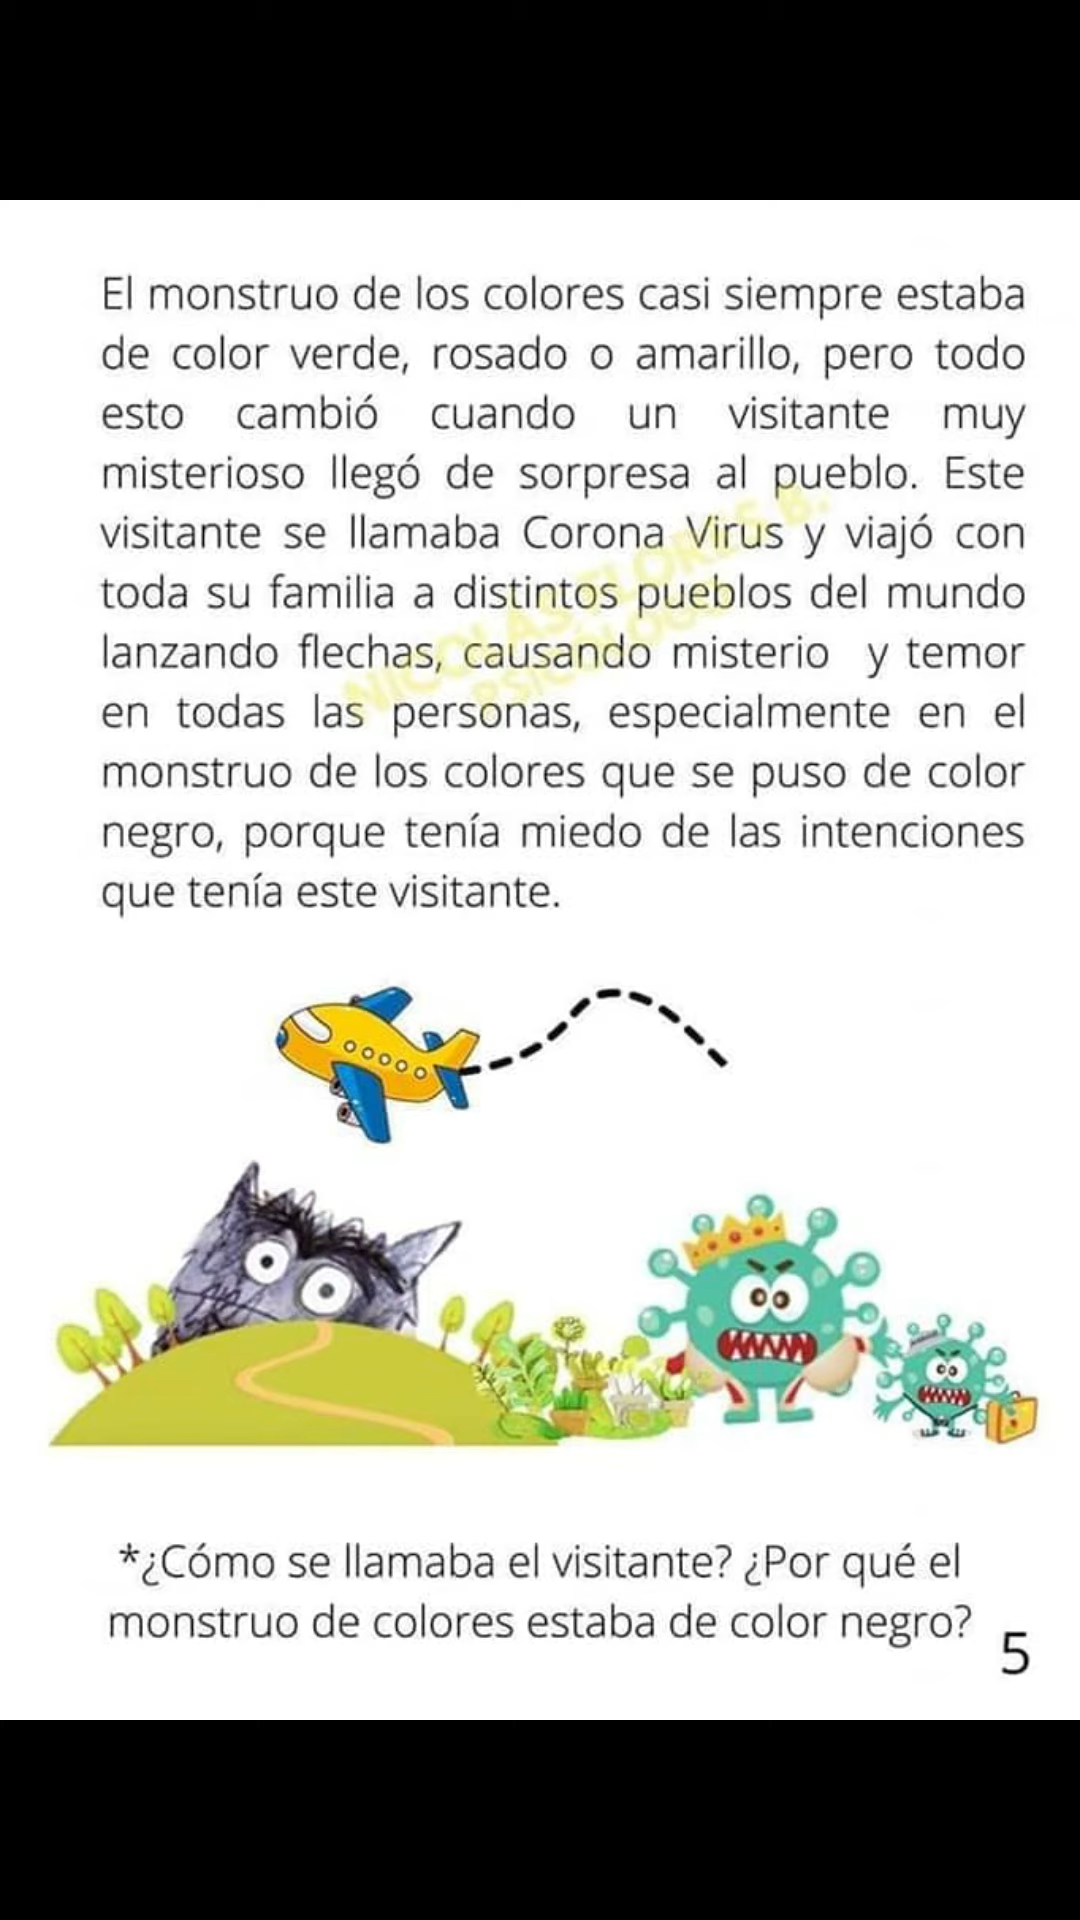 El monstruo de los colores casi siempre estaba
de color verde, rosado o amarillo, pero todo
esto cambió cuando un visitante muy
misterioso llegó de sorpresa al pueblo. Este
visitante se llamaba Corona Virus y viajó con
toda su familia a distintos pueblos del mundo
lanzando flechas, causando misterio y temor
en todas las personas, especialmente en el
monstruo de los colores que se puso de color
negro, porque tenía miedo de las intenciones
que tenía este visitante.
NICOLAS FLORES B.
PSICÓLOGO
*¿Cómo se llamaba el visitante? ¿Por qué el
monstruo de colores estaba de color negro?
5